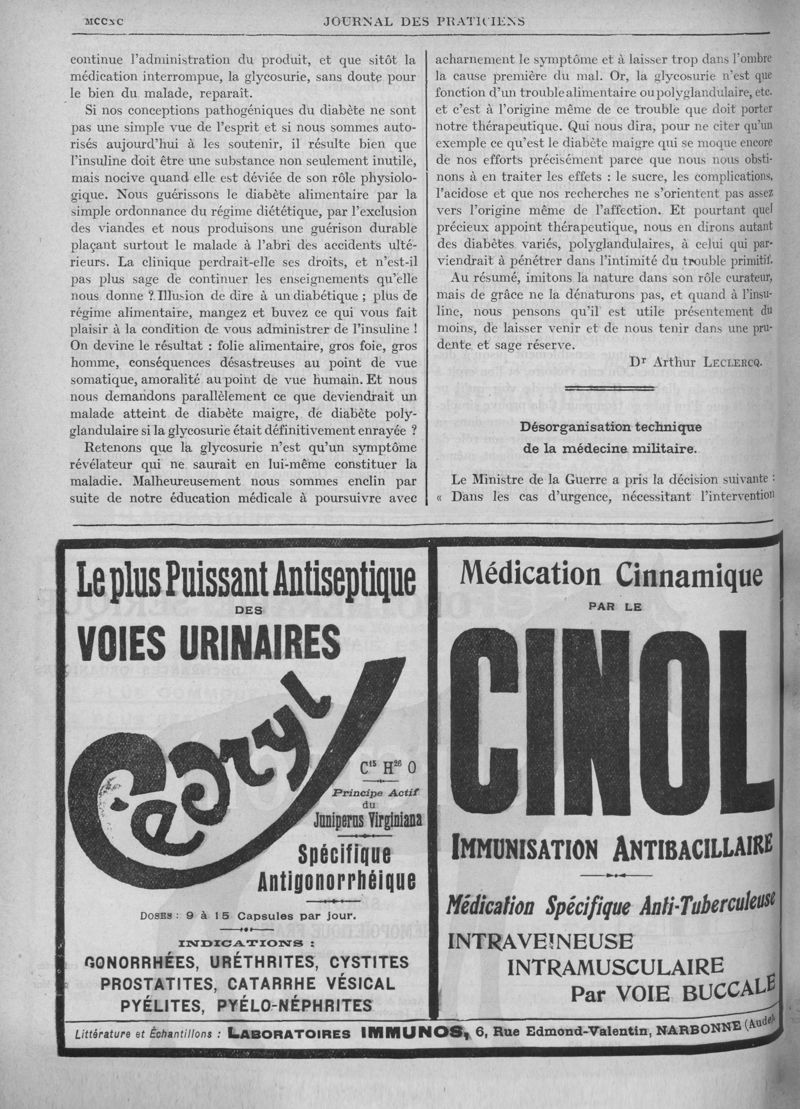 MCCXC
JOURNAL DES PRATICIENS
continue l'administration du produit, et que sitôt la
médication interrompue, la glycosurie, sans doute pour
le bien du malade, reparaît.
Si nos conceptions pathogéniques du diabète ne sont
pas une simple vue de l'esprit et si nous sommes auto-
risés aujourd'hui à les soutenir, il résulte bien que
l'insuline doit être une substance non seulement inutile,
mais nocive quand elle est déviée de son rôle physiolo-
gique. Nous guérissons le diabète alimentaire par la
simple ordonnance du régime diététique, par l'exclusion
des viandes et nous produisons une guérison durable
plaçant surtout le malade à l'abri des accidents ulté-
rieurs. La clinique perdrait-elle ses droits, et n'est-il
pas plus sage de continuer les enseignements qu'elle
nous donne ? Illusion de dire à un diabétique ; plus de
régime alimentaire, mangez et buvez ce qui vous fait
plaisir à la condition de vous administrer de l'insuline !
On devine le résultat : folie alimentaire, gros foie, gros
homme, conséquences désastreuses au point de vue
somatique, amoralité au point de vue humain. Et nous
nous demandons parallèlement ce que deviendrait un
malade atteint de diabète maigre, de diabète poly-
glandulaire si la glycosurie était définitivement enrayée ?
Retenons que la glycosurie n'est qu'un symptôme
révélateur qui ne saurait en lui-même constituer la
maladie. Malheureusement nous sommes enclin par
suite de notre éducation médicale à poursuivre avec
acharnement le symptôme et à laisser trop dans l'ombre
la cause première du mal. Or, la glycosurie n'est que
fonction d'un trouble alimentaire ou polyglandulaire, etc.
et c'est à l'origine même de ce trouble que doit porter
notre thérapeutique. Qui nous dira, pour ne citer qu'un
exemple ce qu'est le diabète maigre qui se moque encore
de nos efforts précisément parce que nous nous obsti-
nons à en traiter les effets : le sucre, les complications,
l'acidose et que nos recherches ne s'orientent pas assez
vers l'origine même de l'affection. Et pourtant quel
précieux appoint thérapeutique, nous en dirons autant
des diabètes variés, polyglandulaires, à celui qui par-
viendrait à pénétrer dans l'intimité du trouble primitif.
Au résumé, imitons la nature dans son rôle curateur,
mais de grâce ne la dénaturons pas, et quand à l'insu-
line, nous pensons qu'il est utile présentement du
moins, de laisser venir et de nous tenir dans une pru-
dente et sage réserve.
Dr Arthur LECLERCQ.
Désorganisation technique
de la médecine militaire.
Le Ministre de la Guerre a pris la décision suivante :
« Dans les cas d'urgence, nécessitant l'intervention
Le plus Puissant Antiseptique
DES
VOIES URINAIRES
Cedryl
C15 H26 O
Principe Actif
du
Juniperus Virginiana
Spécifique
Antigonorrhéique
DOSES : 9 à 15 Capsules par jour.
INDICATIONS :
GONORRHÉES, URÉTHRITES, CYSTITES
PROSTATITES, CATARRHE VÉSICAL
PYÉLITES, PYÉLO-NÉPHRITES
Médication Cinnamique
PAR LE
CINOL
IMMUNISATION ANTIBACILLAIRE
Médication Spécifique Anti-Tuberculeuse
INTRAVEINEUSE
INTRAMUSCULAIRE
Par VOIE BUCCALE
Littérature et Échantillons : LABORATOIRES IMMUNOS, 6, Rue Edmond-Valentin, NARBONNE (Aude).